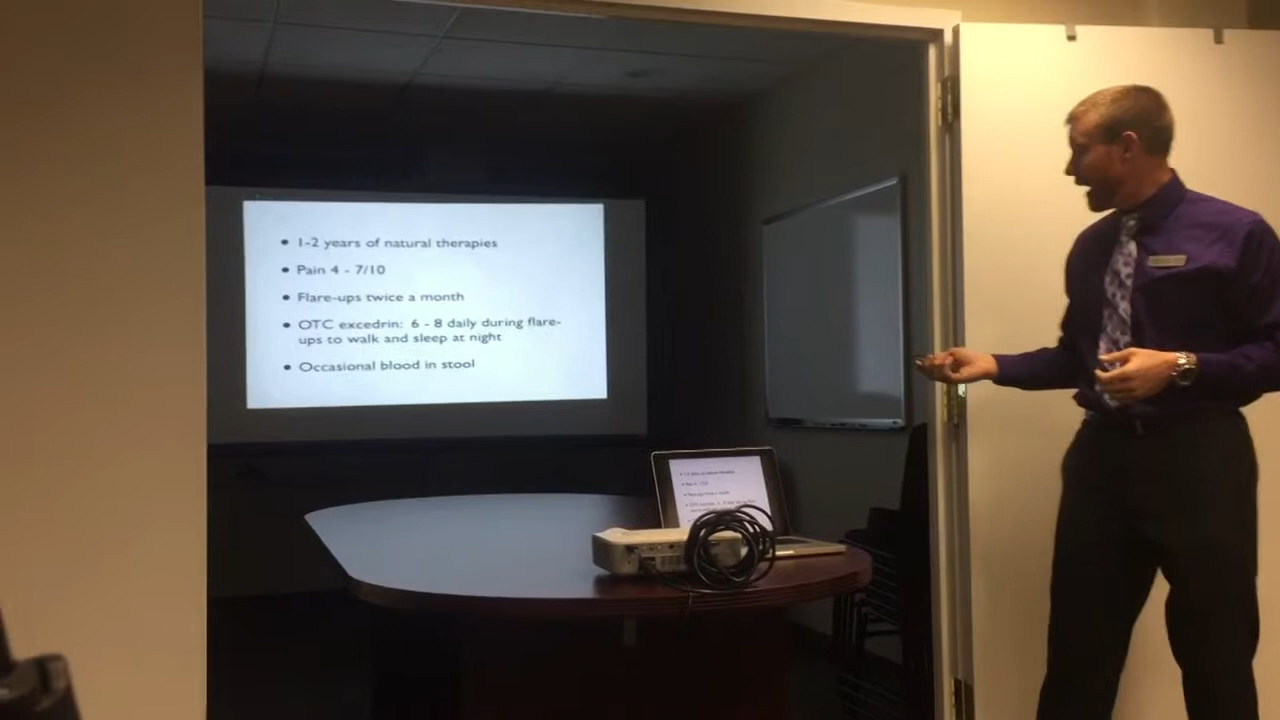 • 1-2 years of natural therapies
• Pain 4 - 7/10
• Flare-ups twice a month
• OTC excedrin: 6 - 8 daily during flare-
ups to walk and sleep at night
• Occasional blood in stool